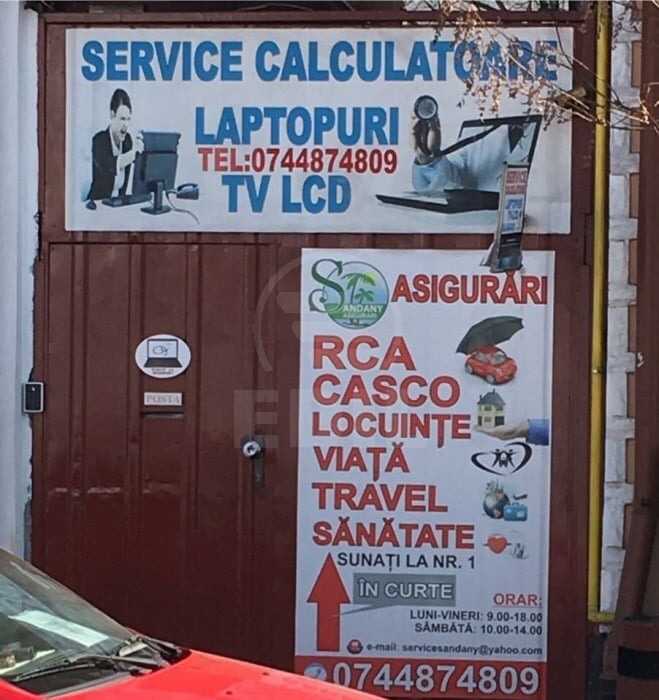 SERVICE CALCULATOARE
LAPTOPURI
TEL:0744874809
TV LCD
SERVICE
SANDANY
ASIGURĂRI
ASIGURĂRI
RCA
CASCO
LOCUINȚE
VIAȚĂ
TRAVEL
SĂNĂTATE
SUNAȚI LA NR. 1
ÎN CURTE
ORAR:
LUNI-VINERI: 9.00-18.00
SÂMBĂTĂ: 10.00-14.00
e-mail: servicesandany@yahoo.com
0744874809
POSTA